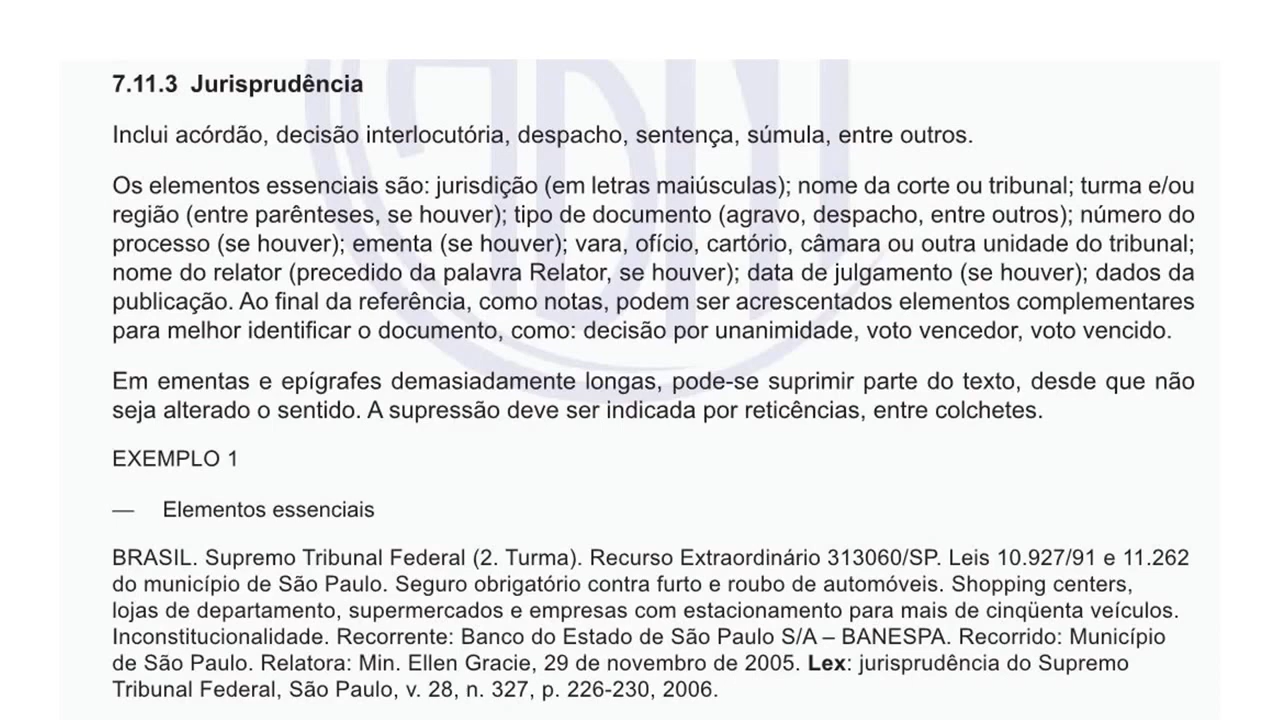 7.11.3 Jurisprudência
Inclui acórdão, decisão interlocutória, despacho, sentença, súmula, entre outros.
Os elementos essenciais são: jurisdição (em letras maiúsculas); nome da corte ou tribunal; turma e/ou
região (entre parênteses, se houver); tipo de documento (agravo, despacho, entre outros); número do
processo (se houver); ementa (se houver); vara, ofício, cartório, câmara ou outra unidade do tribunal;
nome do relator (precedido da palavra Relator, se houver); data de julgamento (se houver); dados da
publicação. Ao final da referência, como notas, podem ser acrescentados elementos complementares
para melhor identificar o documento, como: decisão por unanimidade, voto vencedor, voto vencido.
Em ementas e epígrafes demasiadamente longas, pode-se suprimir parte do texto, desde que não
seja alterado o sentido. A supressão deve ser indicada por reticências, entre colchetes.
EXEMPLO 1
— Elementos essenciais
BRASIL. Supremo Tribunal Federal (2. Turma). Recurso Extraordinário 313060/SP. Leis 10.927/91 e 11.262
do município de São Paulo. Seguro obrigatório contra furto e roubo de automóveis. Shopping centers,
lojas de departamento, supermercados e empresas com estacionamento para mais de cinqüenta veículos.
Inconstitucionalidade. Recorrente: Banco do Estado de São Paulo S/A – BANESPA. Recorrido: Município
de São Paulo. Relatora: Min. Ellen Gracie, 29 de novembro de 2005. Lex: jurisprudência do Supremo
Tribunal Federal, São Paulo, v. 28, n. 327, p. 226-230, 2006.